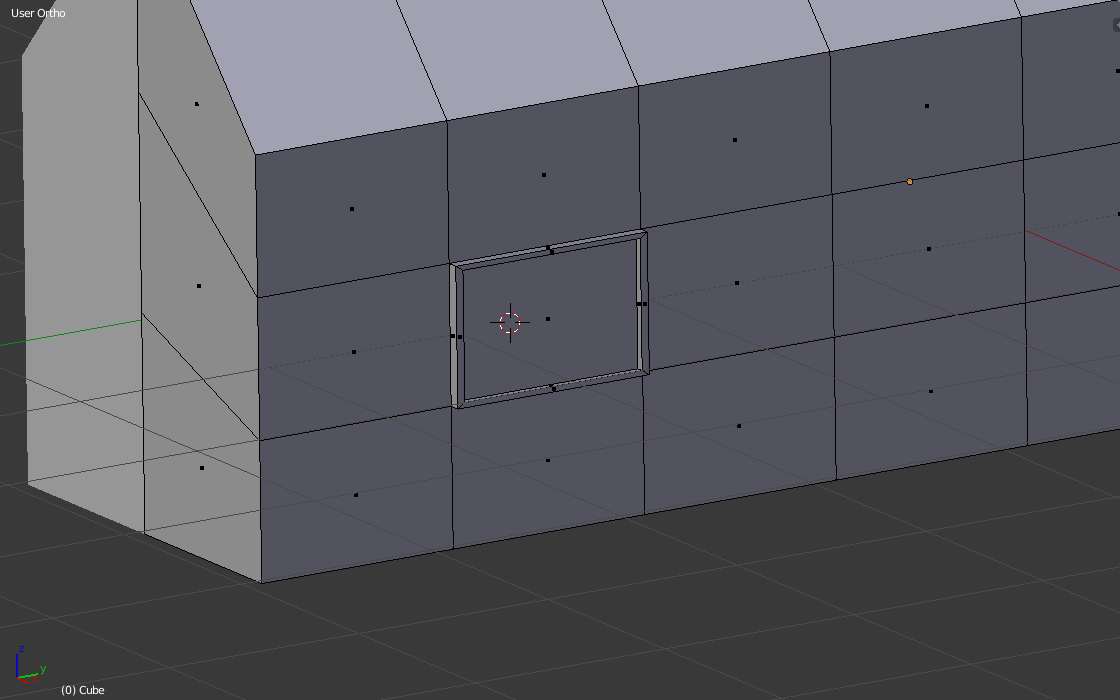 User Ortho
z
y
(0) Cube